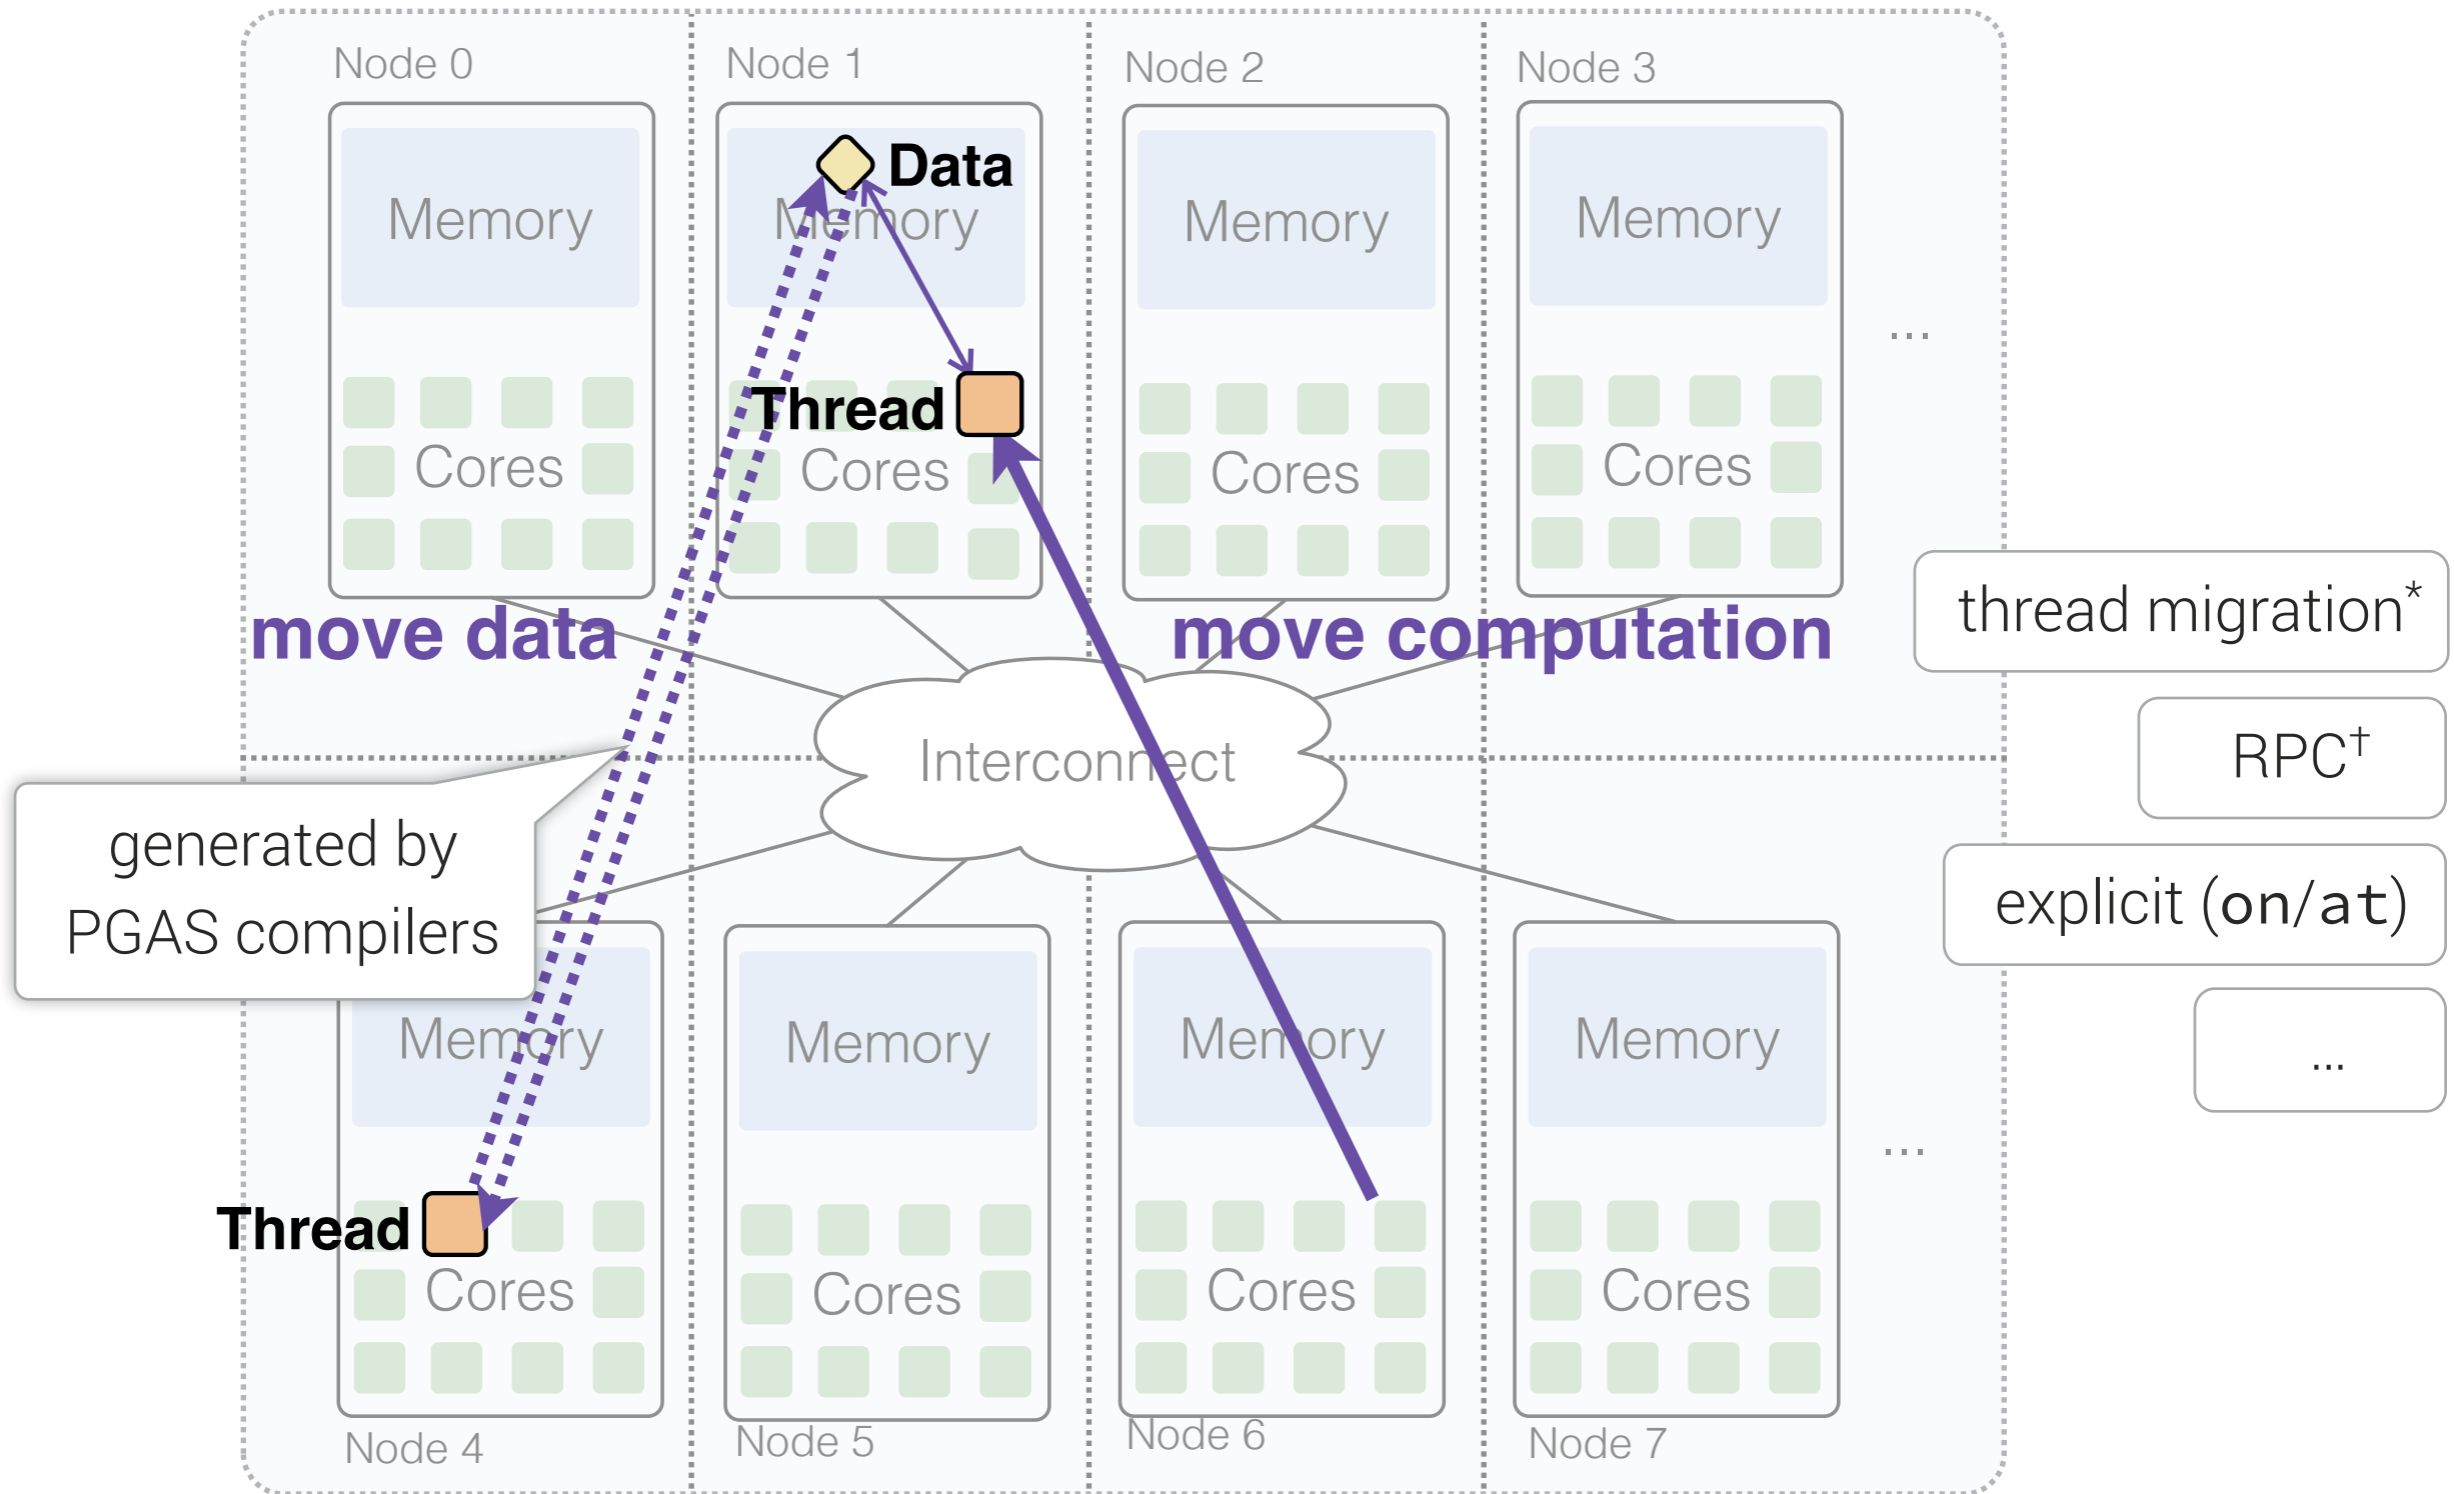 Node 0
Node 1
Node 2
Node 3
Data
Memory
Memory
Memory
Memory
...
Thread
Cores
Cores
Cores
Cores
move data
move computation
thread migration*
RPC†
Interconnect
generated by
PGAS compilers
explicit (on/at)
...
Memory
Memory
Memory
Memory
...
Thread
Cores
Cores
Cores
Cores
Node 4
Node 5
Node 6
Node 7